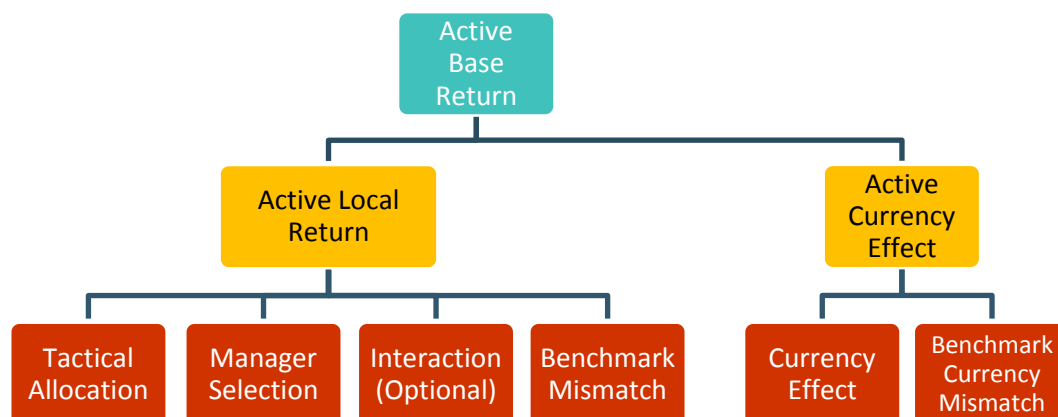 Active
Base
Return
Active Local
Return
Active
Currency
Effect
Tactical
Allocation
Manager
Selection
Interaction
(Optional)
Benchmark
Mismatch
Currency
Effect
Benchmark
Currency
Mismatch